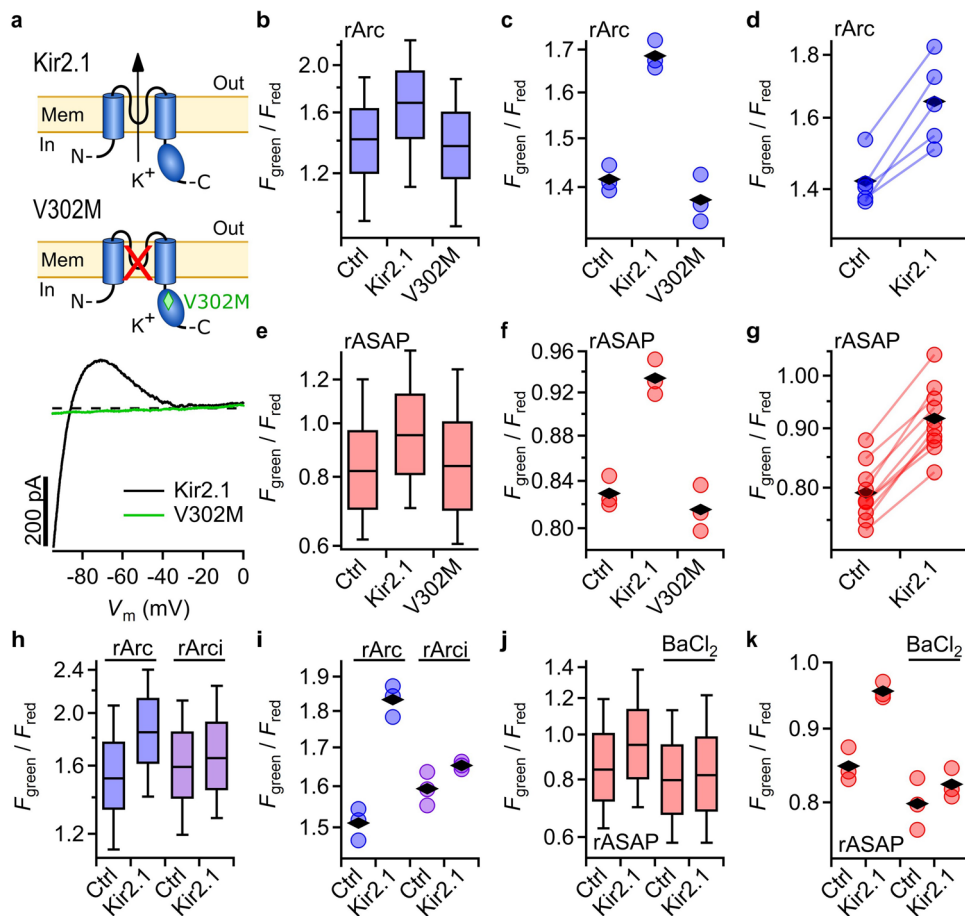 a
Kir2.1
Out
Mem
In
N-
K+
-C
V302M
Out
Mem
In
N-
K+
V302M
-C
200 pA
Kir2.1
V302M
-80 -60 -40 -20 0
Vm (mV)
b
rArc
Fgreen / Fred
2.0
1.6
1.2
Ctrl
Kir2.1
V302M
c
Fgreen / Fred
1.7
1.4
Ctrl
Kir2.1
V302M
d
rArc
Fgreen / Fred
1.8
1.6
1.4
Ctrl
Kir2.1
e
rASAP
Fgreen / Fred
1.2
1.0
0.8
0.6
Ctrl
Kir2.1
V302M
f
Fgreen / Fred
0.96
0.92
0.88
0.84
0.80
Ctrl
Kir2.1
V302M
g
rASAP
Fgreen / Fred
1.00
0.90
0.80
Ctrl
Kir2.1
h
rArc rArci
Fgreen / Fred
2.4
2.0
1.6
1.2
Ctrl
Kir2.1
Ctrl
Kir2.1
i
rArc rArci
Fgreen / Fred
1.9
1.8
1.7
1.6
1.5
Ctrl
Kir2.1
Ctrl
Kir2.1
j
BaCl2
Fgreen / Fred
1.4
1.2
1.0
0.8
0.6
rASAP
Ctrl
Kir2.1
Ctrl
Kir2.1
k
BaCl2
Fgreen / Fred
1.0
0.9
0.8
rASAP
Ctrl
Kir2.1
Ctrl
Kir2.1